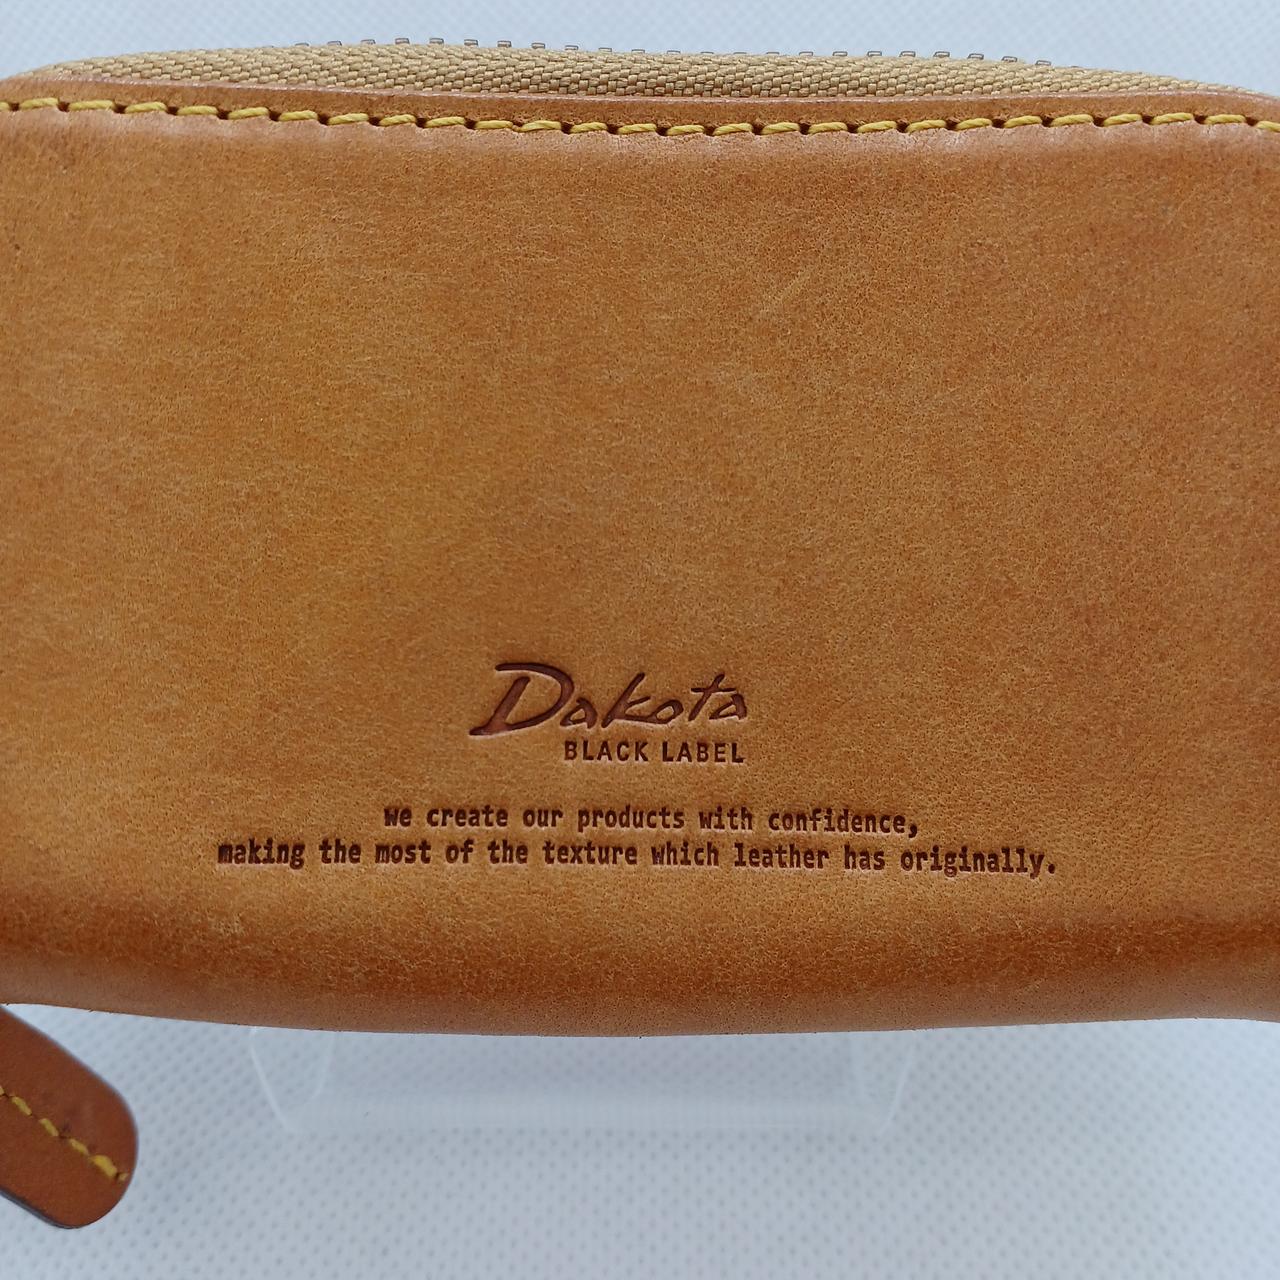 Dakota
BLACK LABEL
we create our products with confidence,
making the most of the texture which leather has originally.